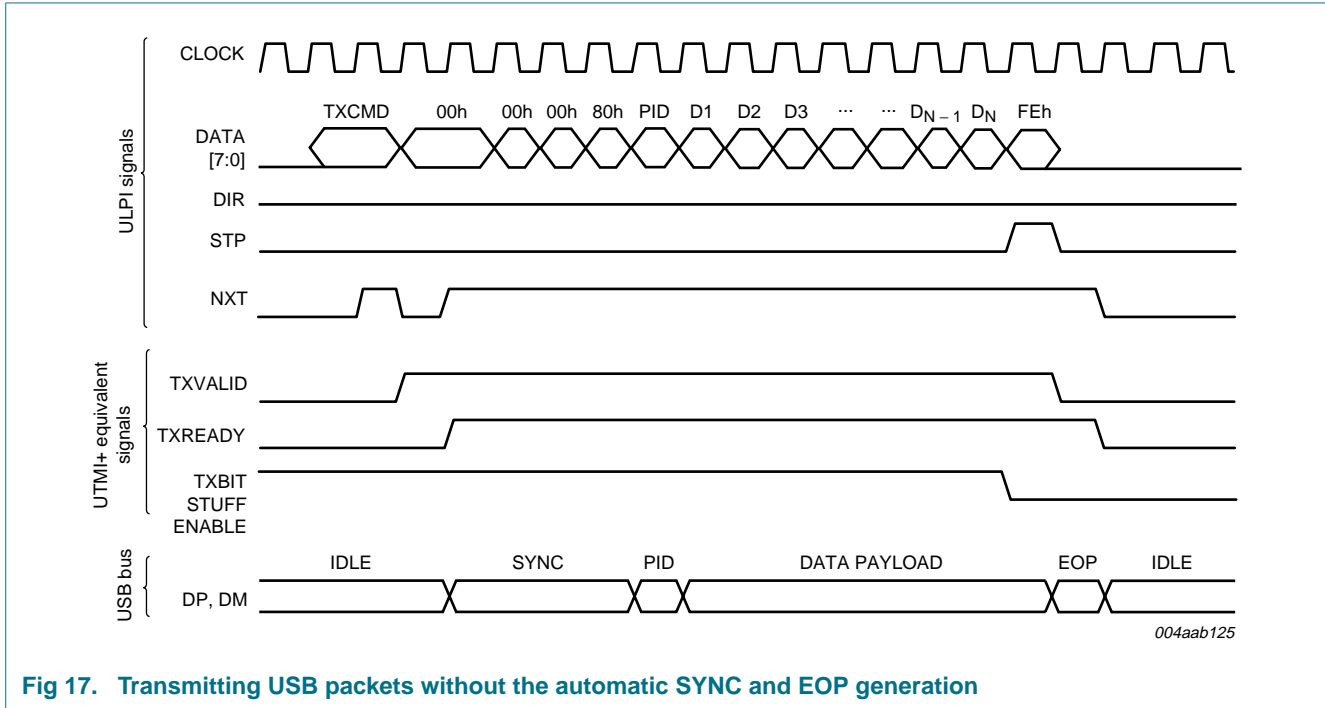 CLOCK
TXCMD 00h 00h 00h 80h PID D1 D2 D3 ... ... DN – 1 DN FEh
DATA
[7:0]
DIR
STP
NXT
ULPI signals
TXVALID
TXREADY
TXBIT
STUFF
ENABLE
UTMI+ equivalent
signals
IDLE SYNC PID DATA PAYLOAD EOP IDLE
DP, DM
USB bus
004aab125
Fig 17. Transmitting USB packets without the automatic SYNC and EOP generation